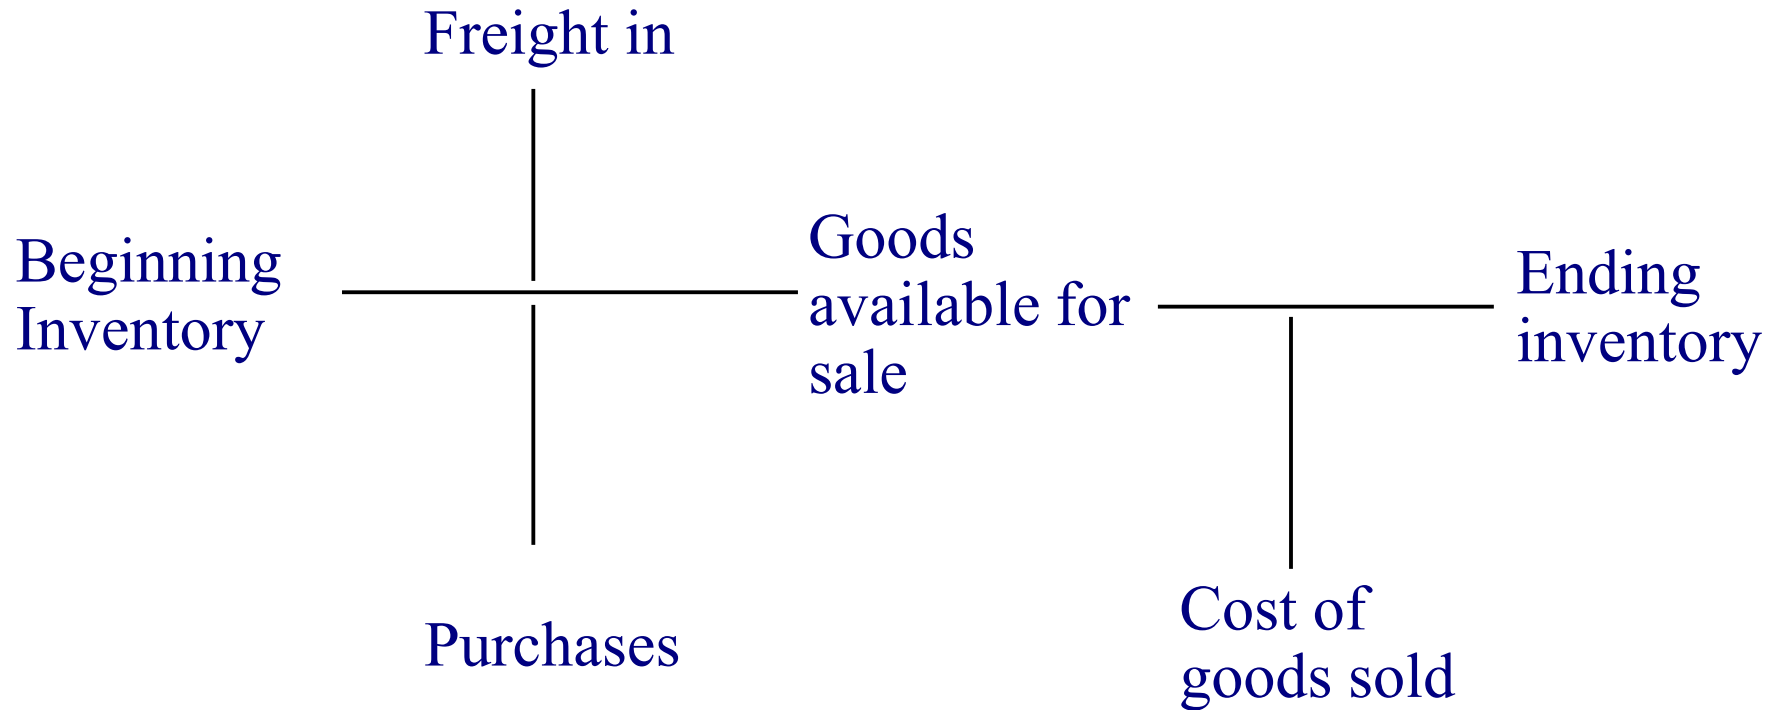 Freight in
Beginning
Inventory
Goods
available for
sale
Ending
inventory
Purchases
Cost of
goods sold